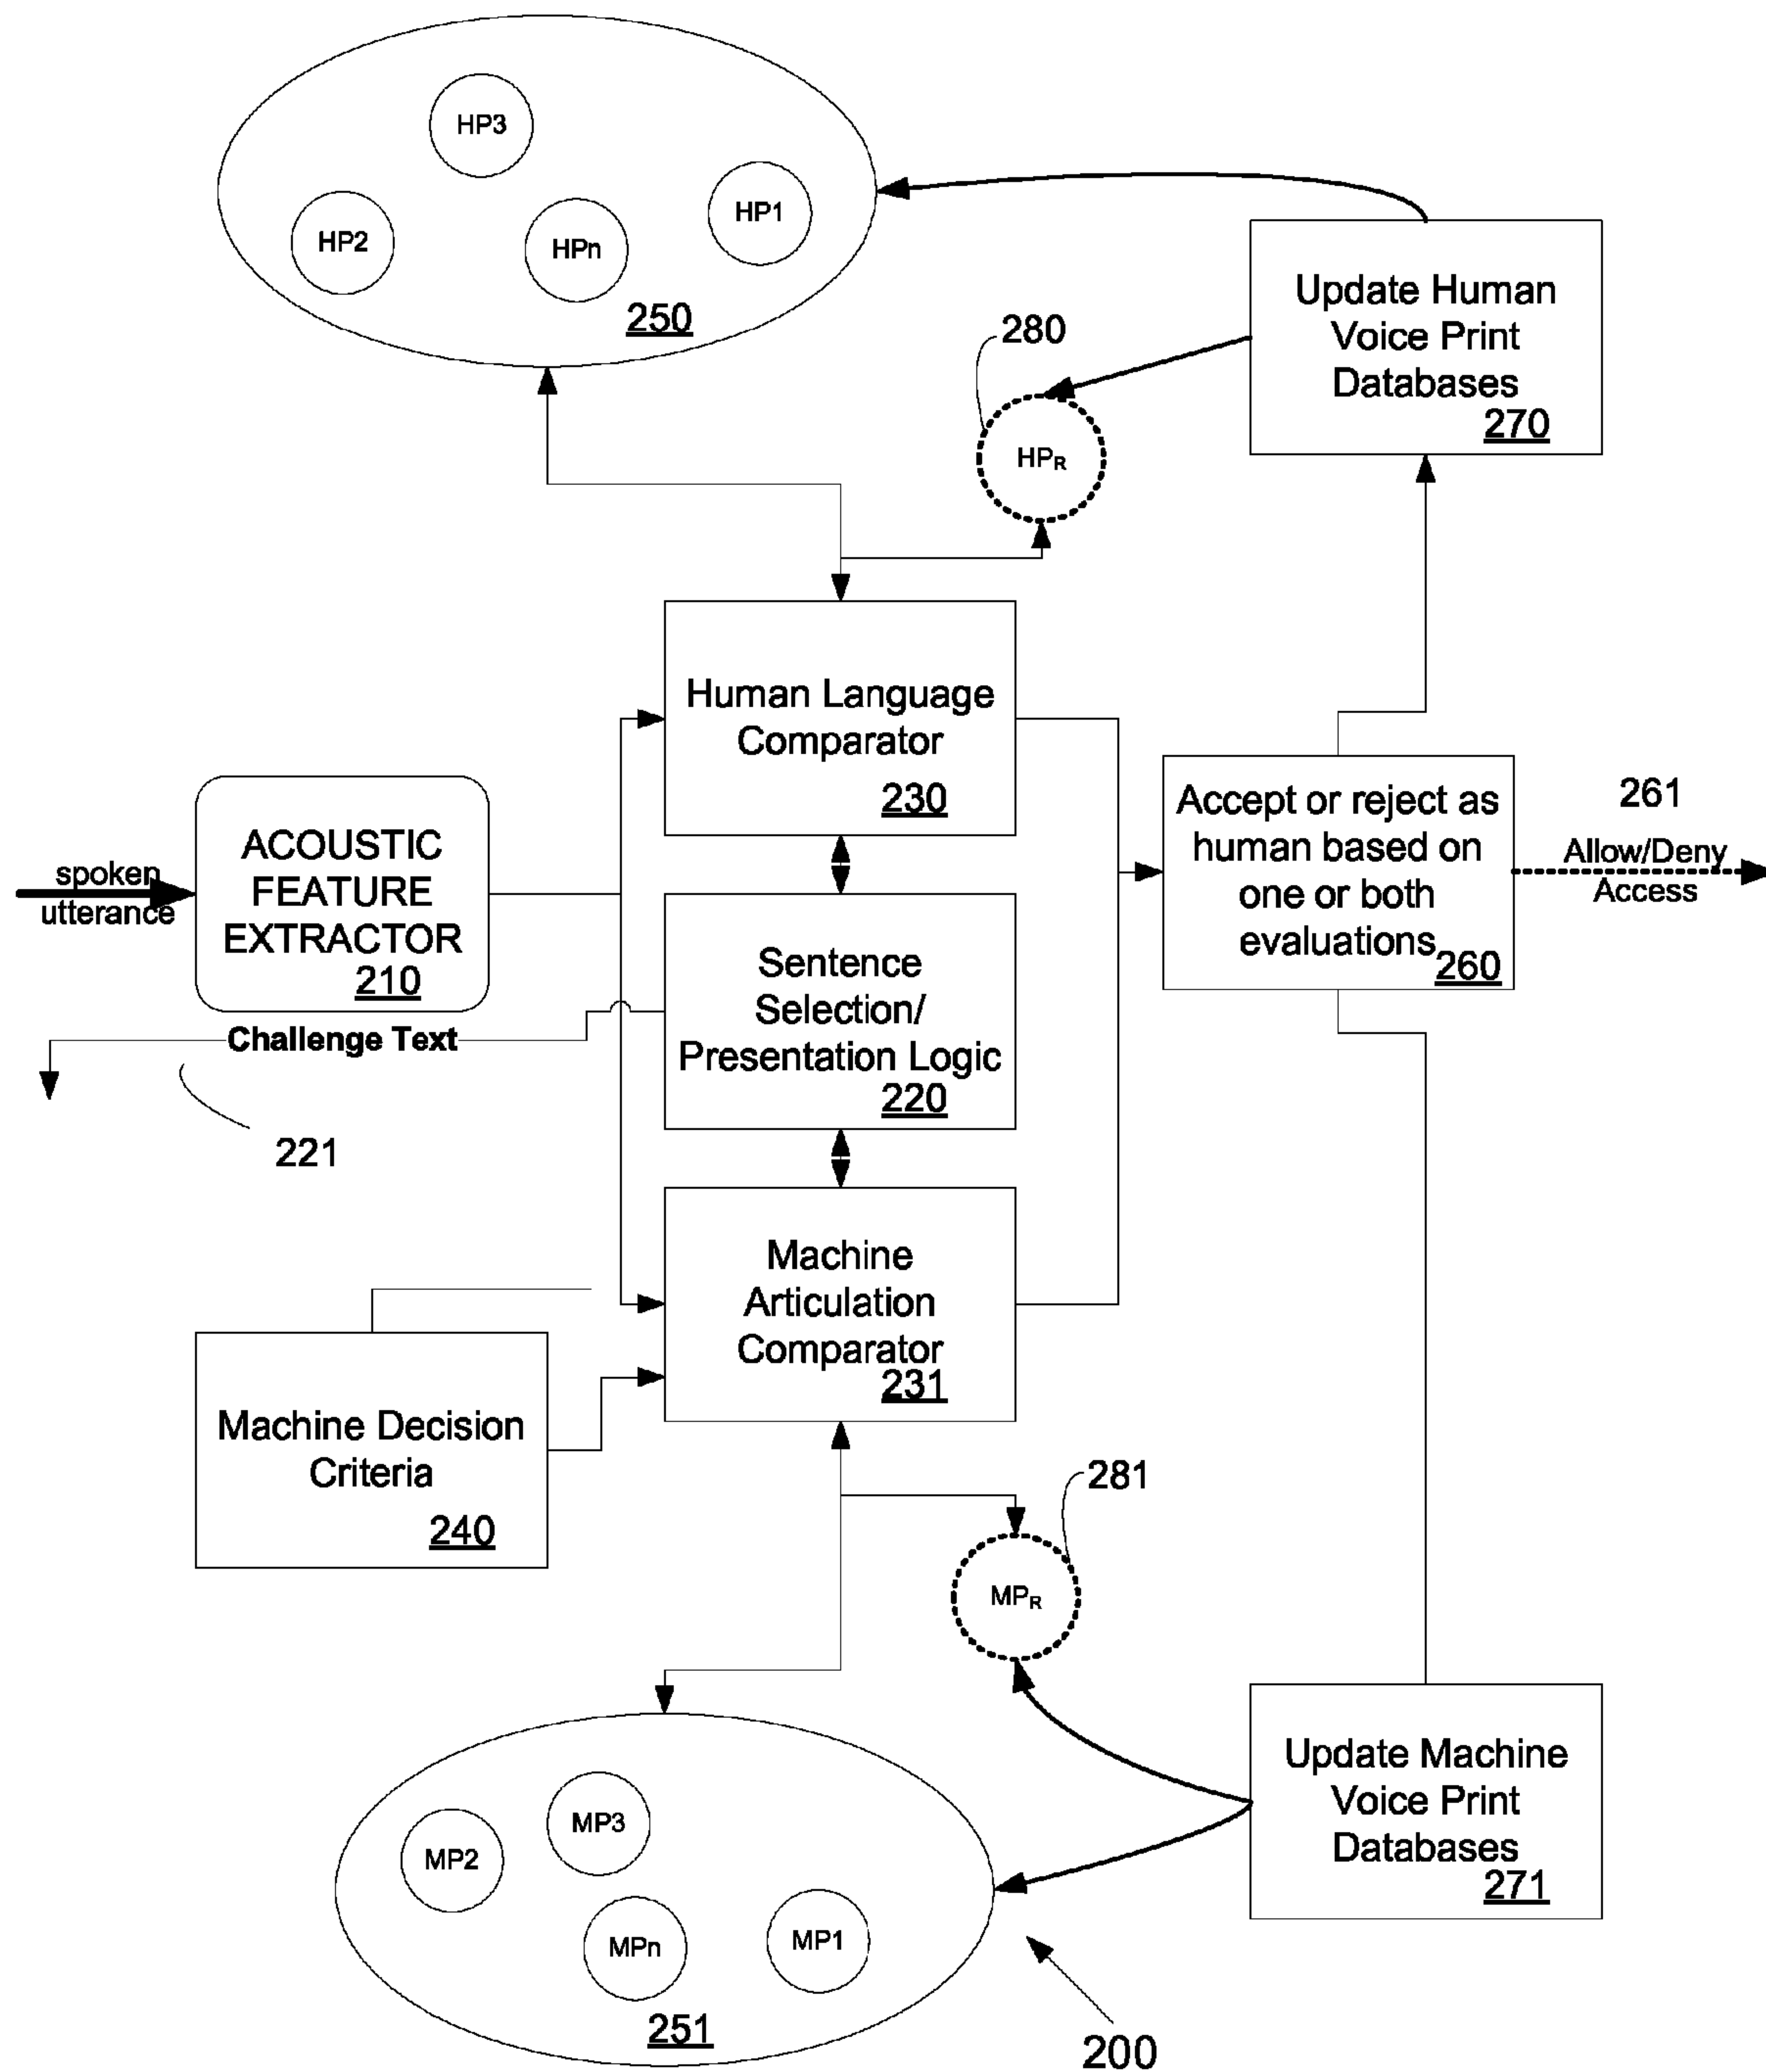 HP3
HP1
HP2
HPn
250
Update Human
Voice Print
Databases
270
280
HPR
Human Language
Comparator
230
ACOUSTIC
FEATURE
EXTRACTOR
210
spoken
utterance
Accept or reject as
human based on
one or both
evaluations
260
261
Allow/Deny
Access
Sentence
Selection/
Presentation Logic
220
Challenge Text
221
Machine
Articulation
Comparator
231
Machine Decision
Criteria
240
281
MPR
Update Machine
Voice Print
Databases
271
MP3
MP2
MPn
MP1
251
200